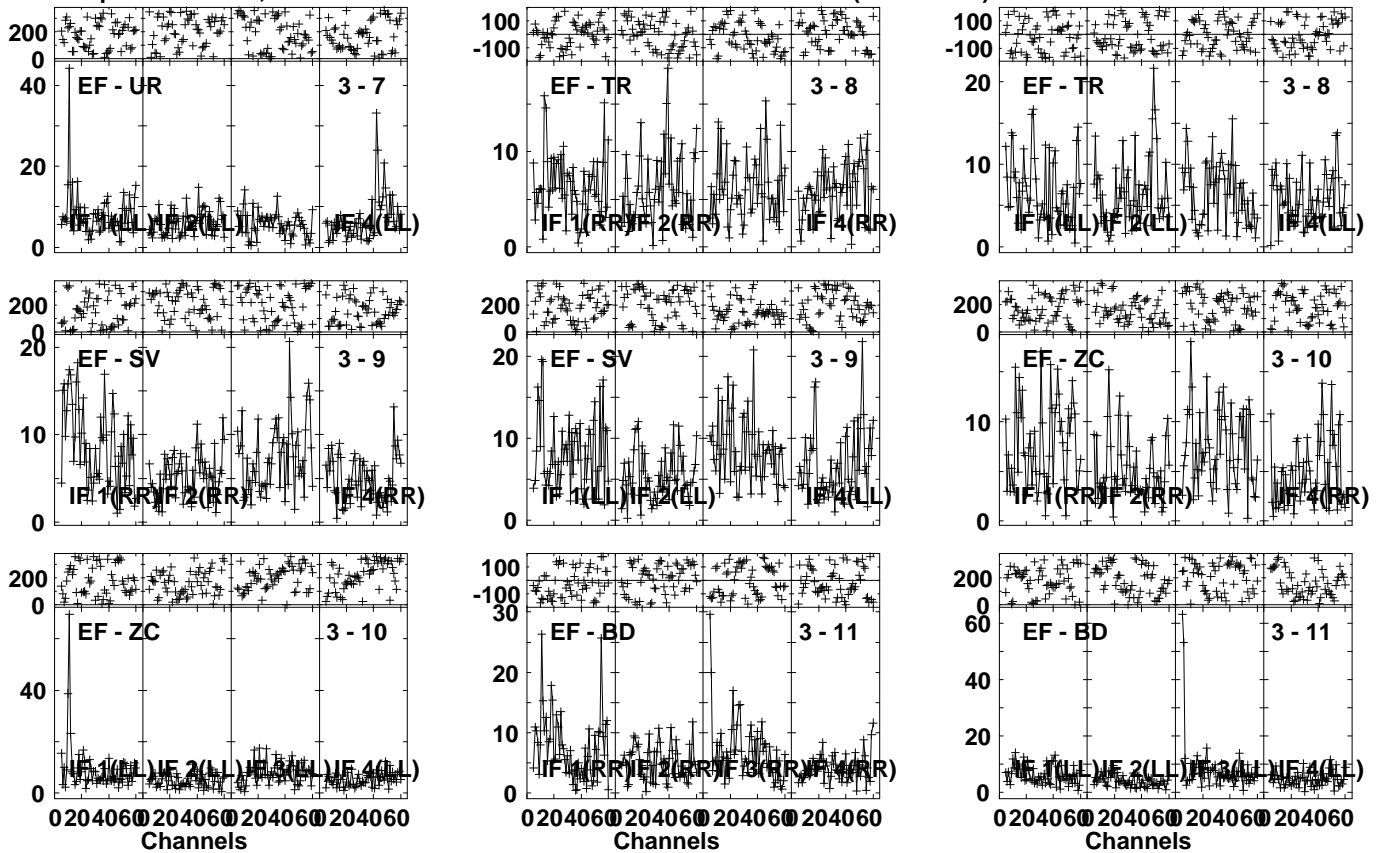 200 100 100
0 -100 -100
EF - UR 3 - 7 EF - TR 3 - 8 EF - TR 3 - 8
40
20
20
10 10
IF 1(LL) IF 2(LL) IF 4(LL) IF 1(RR) IF 2(RR) IF 4(RR) IF 1(LL) IF 2(LL) IF 4(LL)
0 0 0
200 200 200
0 0 0
20 EF - SV 3 - 9 20 EF - SV 3 - 9 EF - ZC 3 - 10
10 10 10
IF 1(RR) IF 2(RR) IF 4(RR) IF 1(LL) IF 2(LL) IF 4(LL) IF 1(RR) IF 2(RR) IF 4(RR)
0 0 0
200 100 200
0 -100 0
EF - ZC 3 - 10 30 EF - BD 3 - 11 60 EF - BD 3 - 11
40 20 40
10 20
IF 1(LL) IF 2(LL) IF 3(LL) IF 4(LL) IF 1(RR) IF 2(RR) IF 3(RR) IF 4(RR) IF 1(LL) IF 2(LL) IF 3(LL) IF 4(LL)
0 0 0
0 20 40 60 0 20 40 60 0 20 40 60 0 20 40 60 0 20 40 60 0 20 40 60 0 20 40 60 0 20 40 60 0 20 40 60 0 20 40 60 0 20 40 60 0 20 40 60
Channels Channels Channels